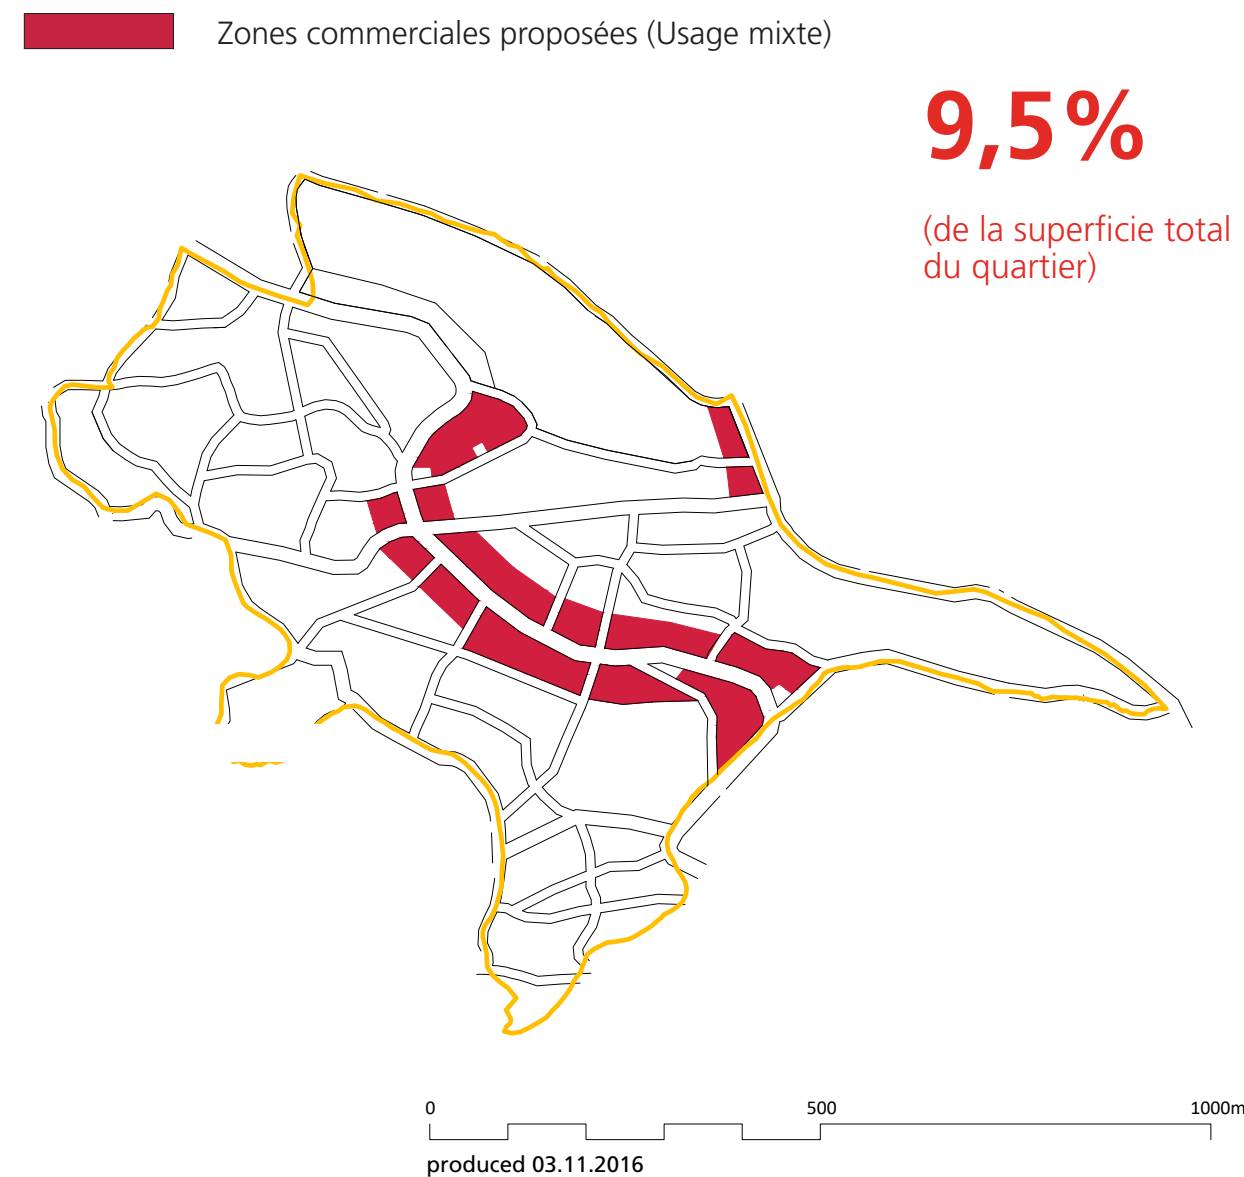 Zones commerciales proposées (Usage mixte)
9,5%
(de la superficie total
du quartier)
0 500 1000m
produced 03.11.2016